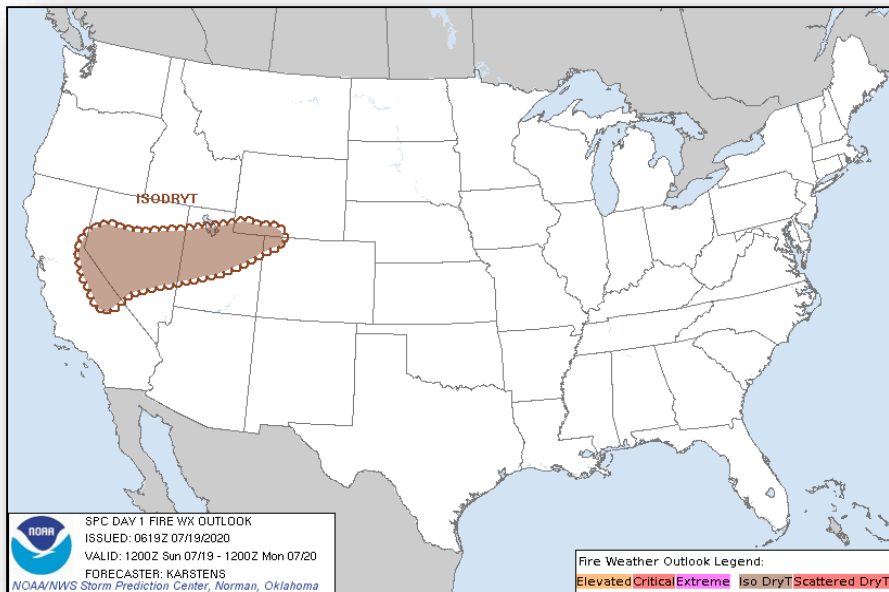 ISODRYT
NOAA
SPC DAY 1 FIRE WX OUTLOOK
ISSUED: 0619Z 07/19/2020
VALID: 1200Z Sun 07/19 - 1200Z Mon 07/20
FORECASTER: KARSTENS
NOAA/NWS Storm Prediction Center, Norman, Oklahoma
Fire Weather Outlook Legend:
Elevated Critical Extreme Iso DryT Scattered DryT